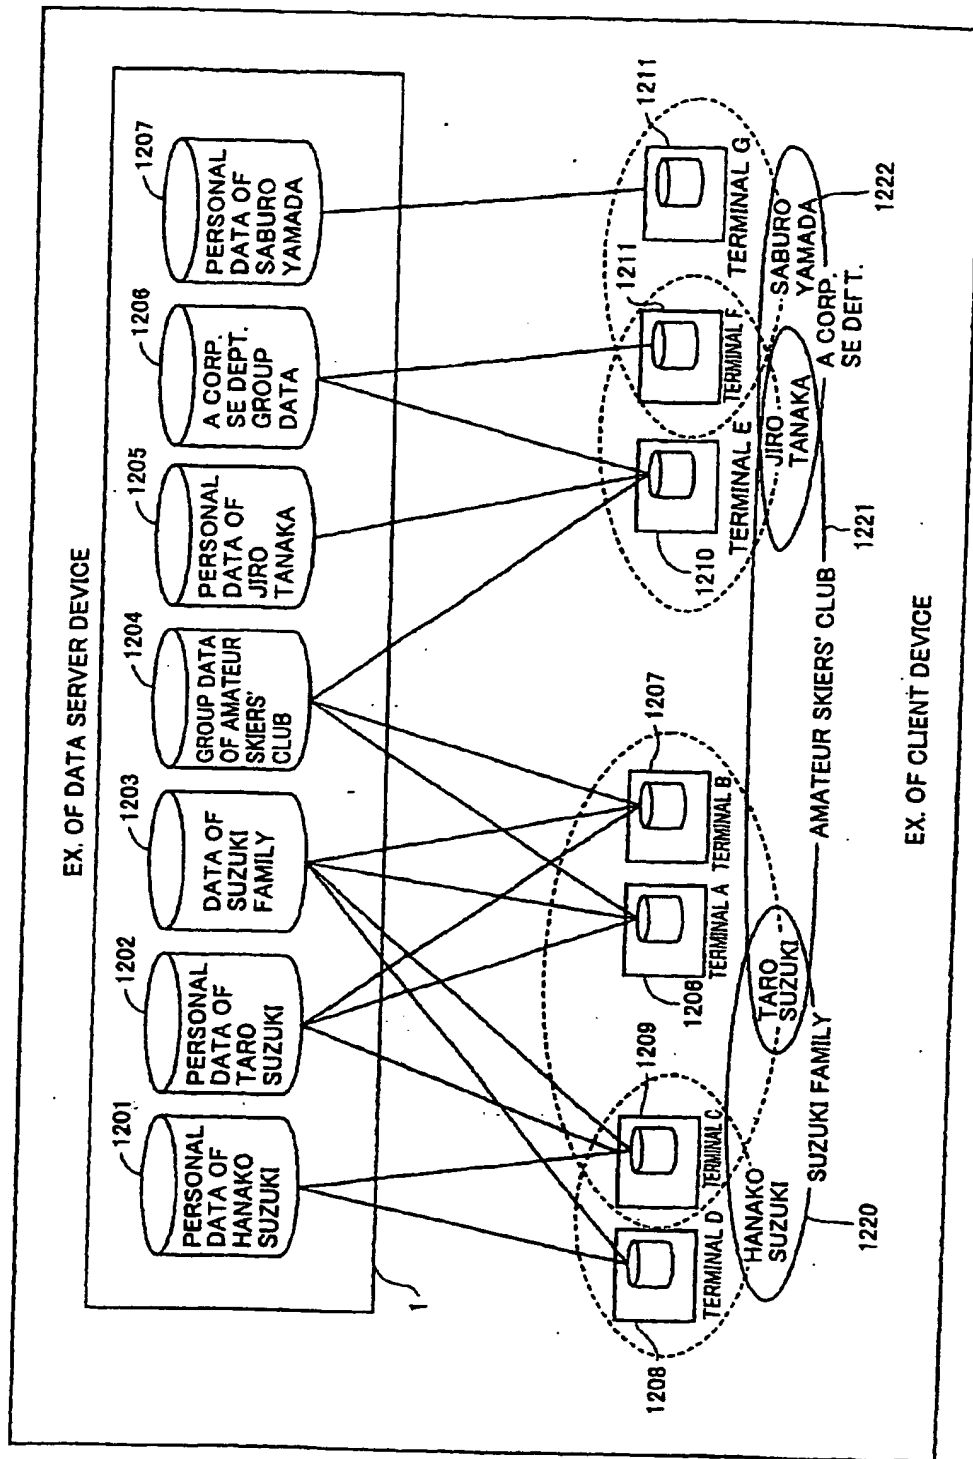 EX. OF DATA SERVER DEVICE
1201
1202
1203
1204
1205
1206
1207
PERSONAL
DATA OF
HANAKO
SUZUKI
PERSONAL
DATA OF
TARO
SUZUKI
DATA OF
SUZUKI
FAMILY
GROUP DATA
OF AMATEUR
SKIERS'
CLUB
PERSONAL
DATA OF
JIRO
TANAKA
A CORP.
SE DEPT.
GROUP
DATA
PERSONAL
DATA OF
SABURO
YAMADA
1
1208
TERMINAL D
1209
TERMINAL C
1206
TERMINAL A
1207
TERMINAL B
1210
TERMINAL E
1211
TERMINAL F
1211
TERMINAL G
HANAKO
SUZUKI
TARO
SUZUKI
JIRO
TANAKA
SABURO
YAMADA
1220
SUZUKI FAMILY
AMATEUR SKIERS' CLUB
1221
A CORP.
SE DEFT.
1222
EX. OF CLIENT DEVICE